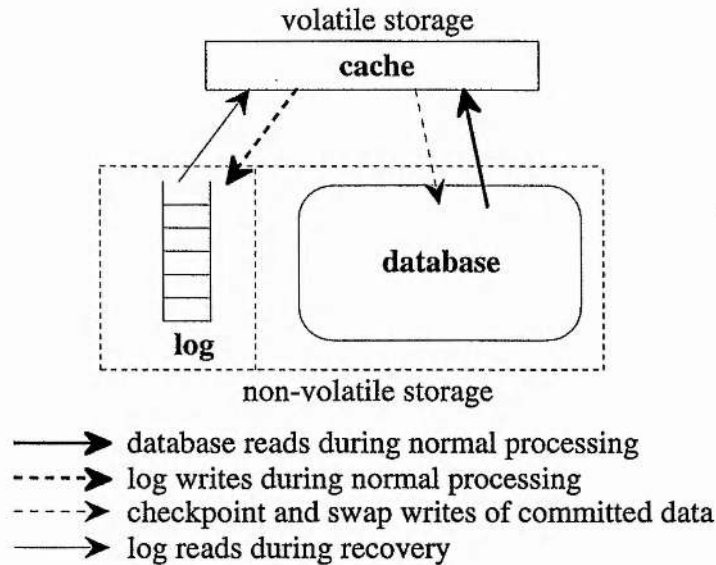 volatile storage
cache
database
log
non-volatile storage
database reads during normal processing
log writes during normal processing
checkpoint and swap writes of committed data
log reads during recovery